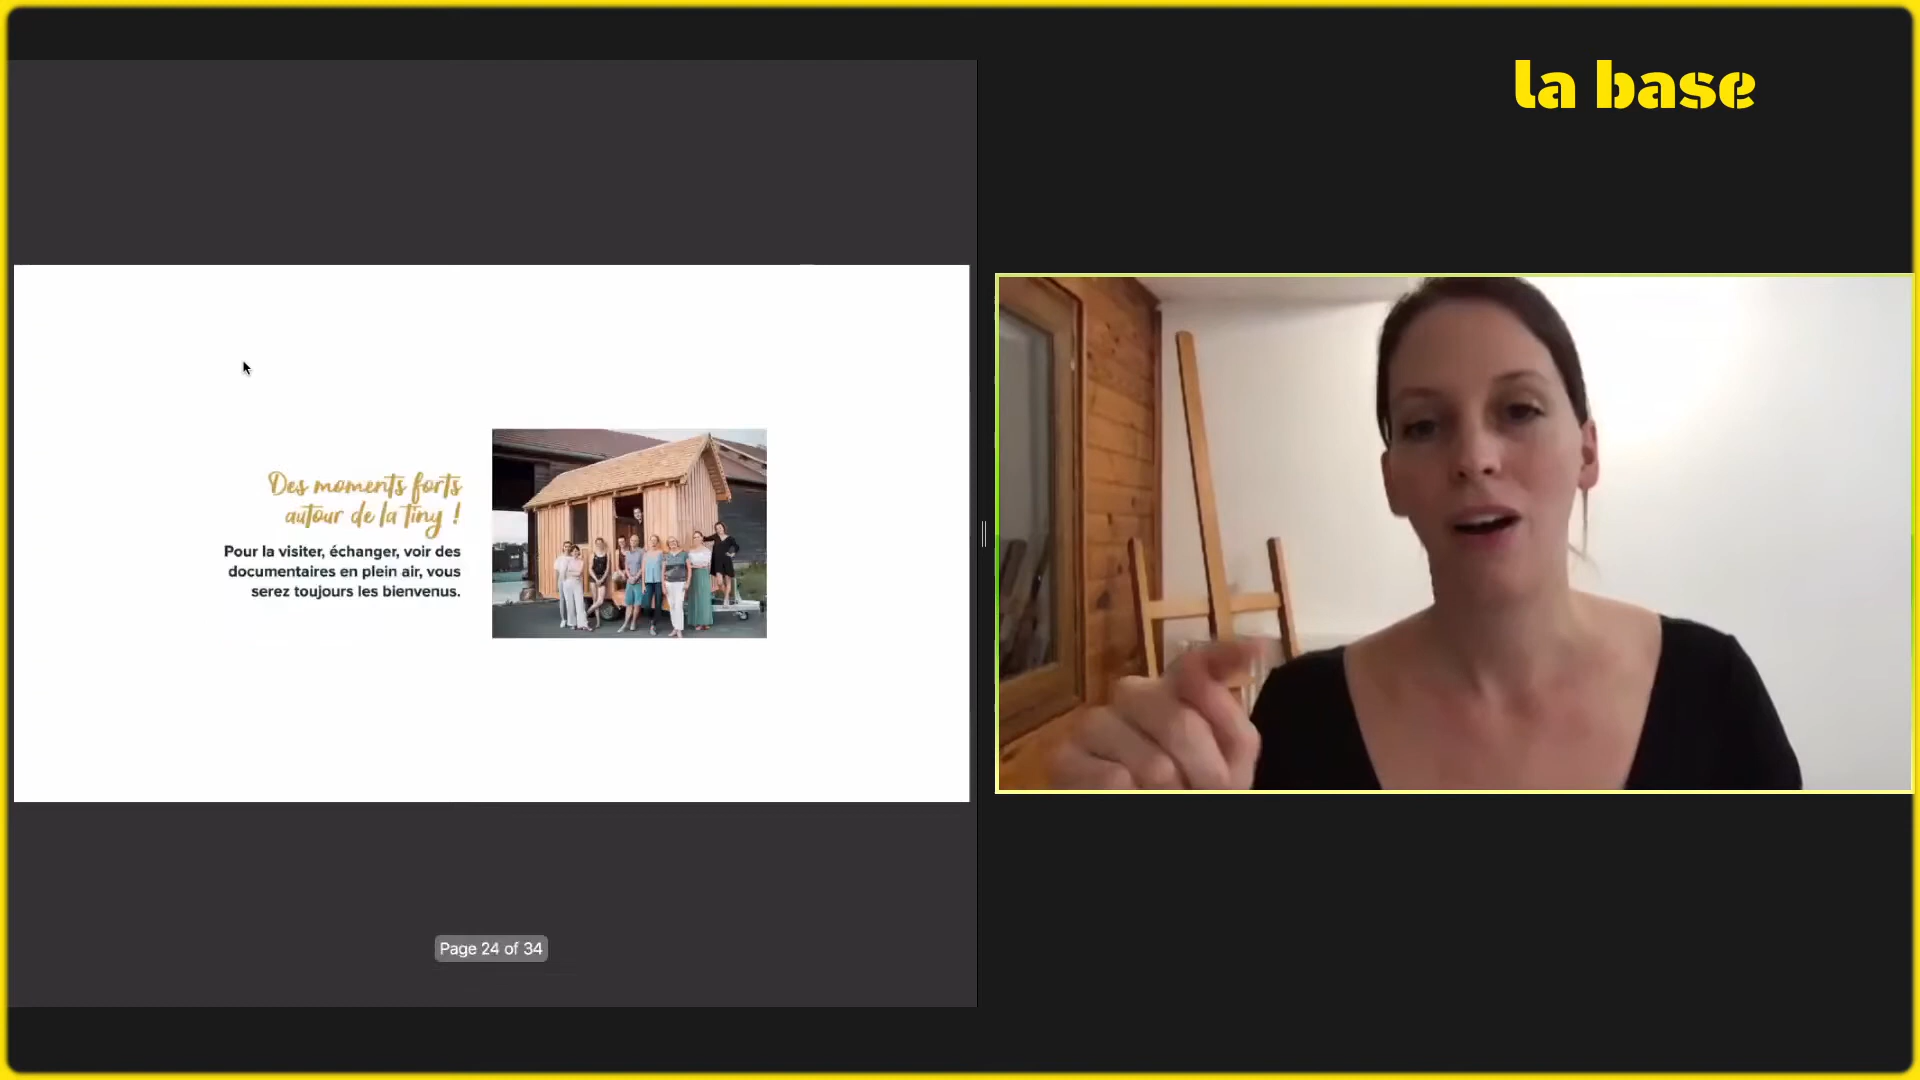 la base
Des moments forts
autour de la tiny !
Pour la visiter, échanger, voir des
documentaires en plein air, vous
serez toujours les bienvenus.
Page 24 of 34